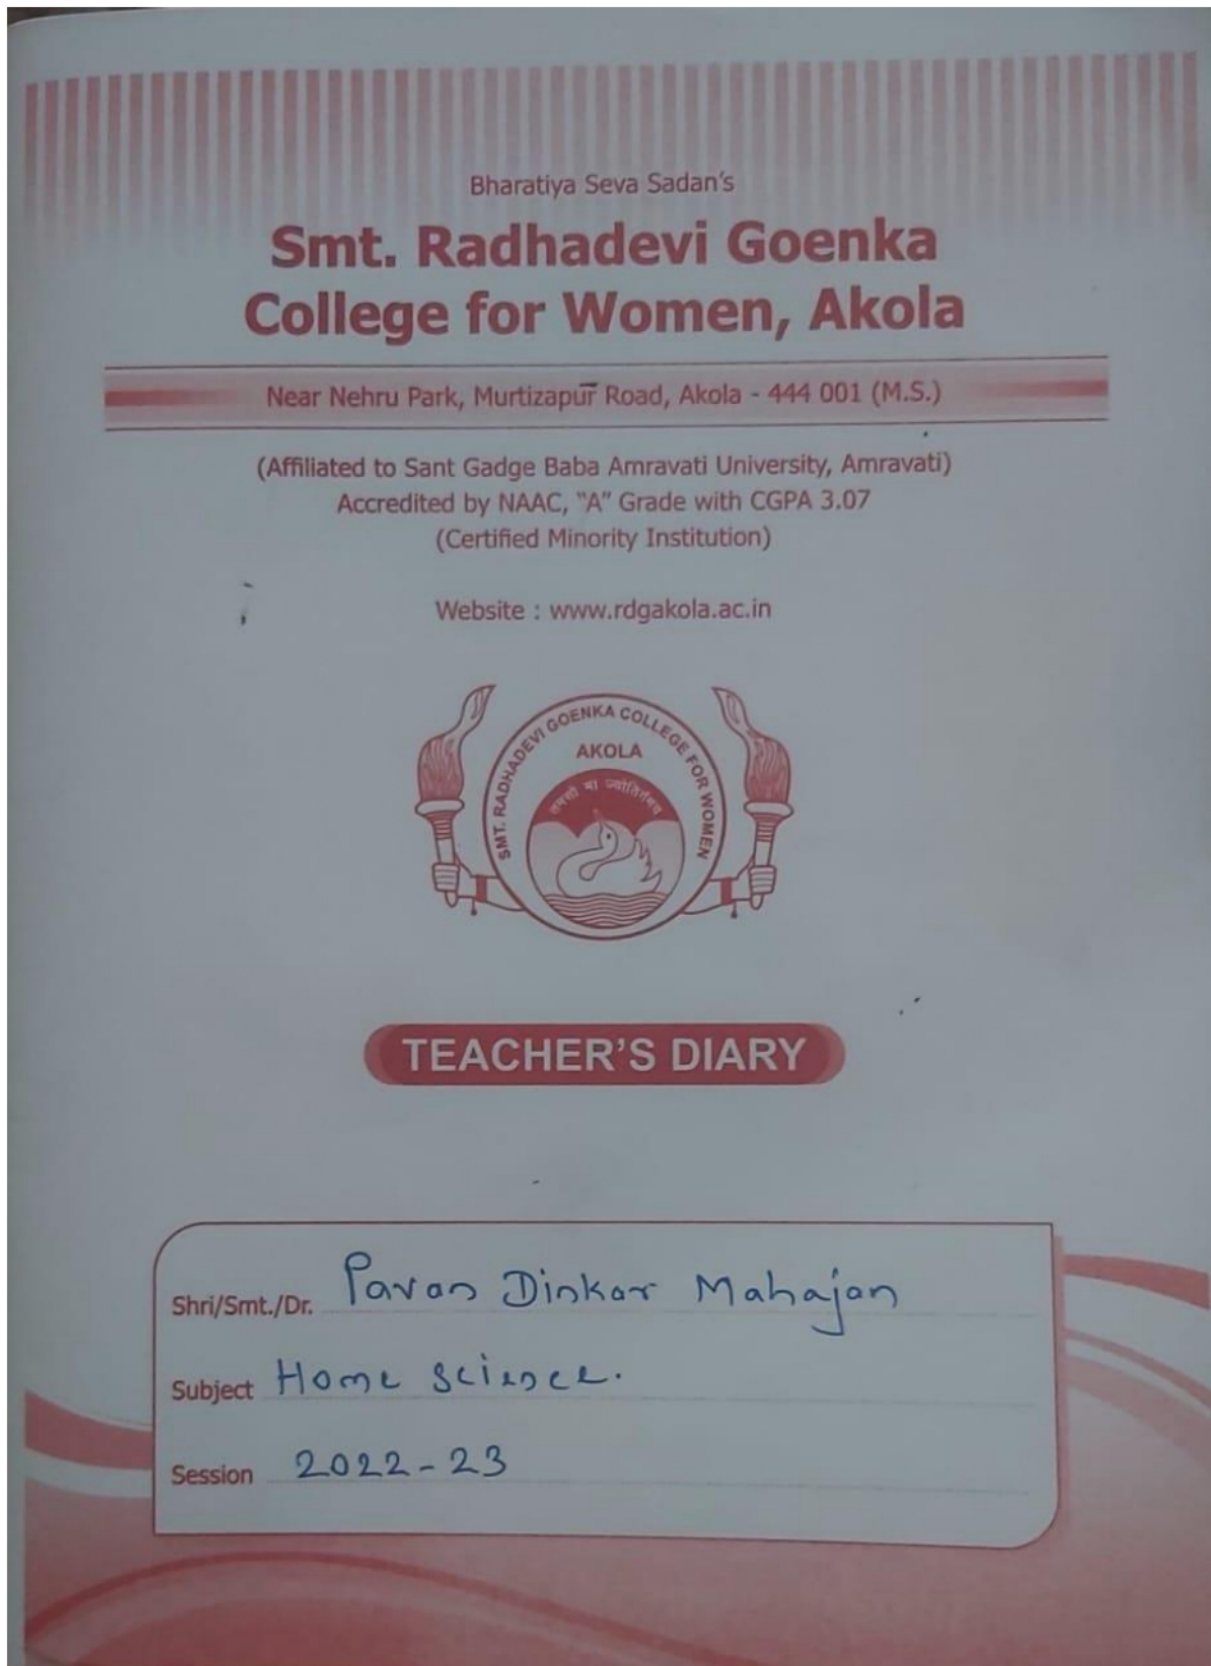 Bharatiya Seva Sadan's
Smt. Radhadevi Goenka
College for Women, Akola
Near Nehru Park, Murtizapur Road, Akola - 444 001 (M.S.)
(Affiliated to Sant Gadge Baba Amravati University, Amravati)
Accredited by NAAC, "A" Grade with CGPA 3.07
(Certified Minority Institution)
Website : www.rdgakola.ac.in
SMT. RADHADEVI GOENKA COLLEGE FOR WOMEN
AKOLA
तमसो मा ज्योतिर्गमय
TEACHER'S DIARY
Shri/Smt./Dr. Pavan Dinkar Mahajan
Subject Home science.
Session 2022-23